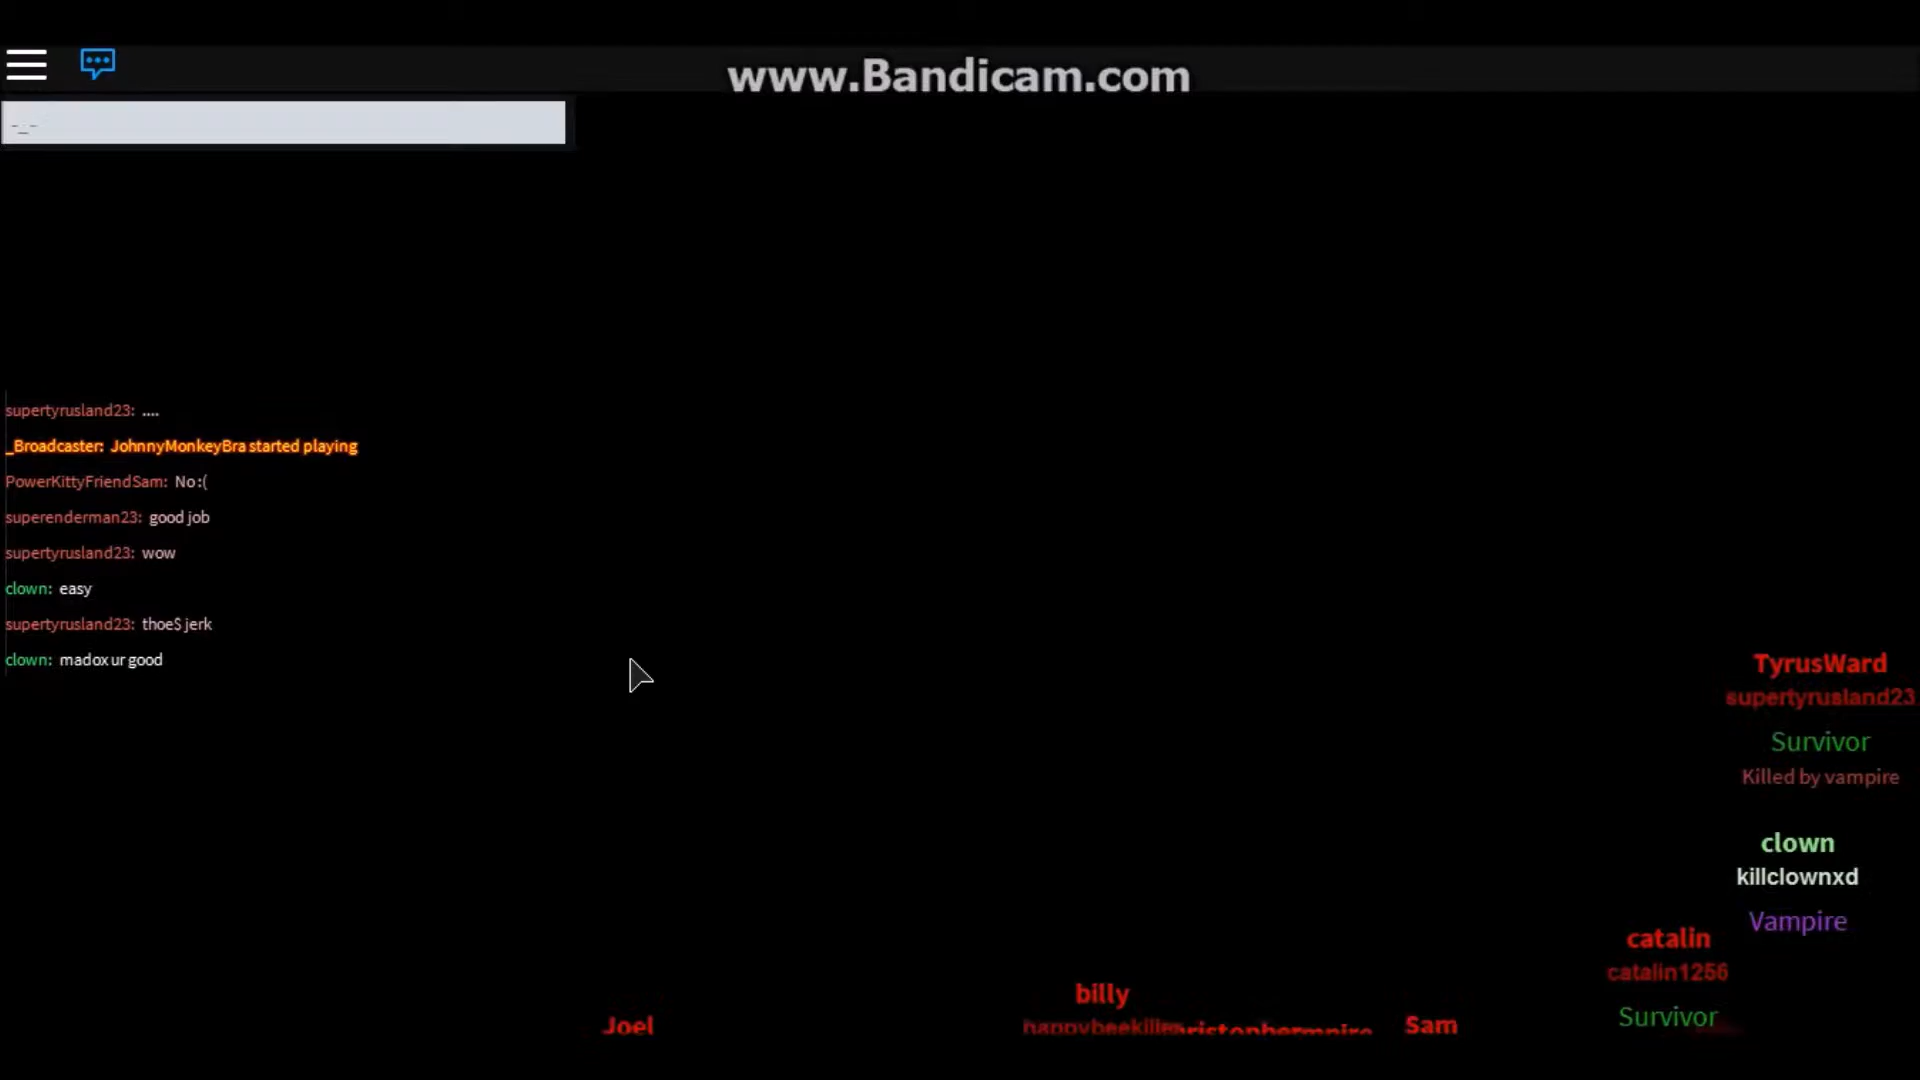 www.Bandicam.com
-_-
supertyrusland23: ....
_Broadcaster: JohnnyMonkeyBra started playing
PowerKittyFriendSam: No :(
superenderman23: good job
supertyrusland23: wow
clown: easy
supertyrusland23: thoe$ jerk
clown: madox ur good
TyrusWard
supertyrusland23
Survivor
Killed by vampire
clown
killclownxd
Vampire
catalin
catalin1256
Survivor
billy
Joel
Sam